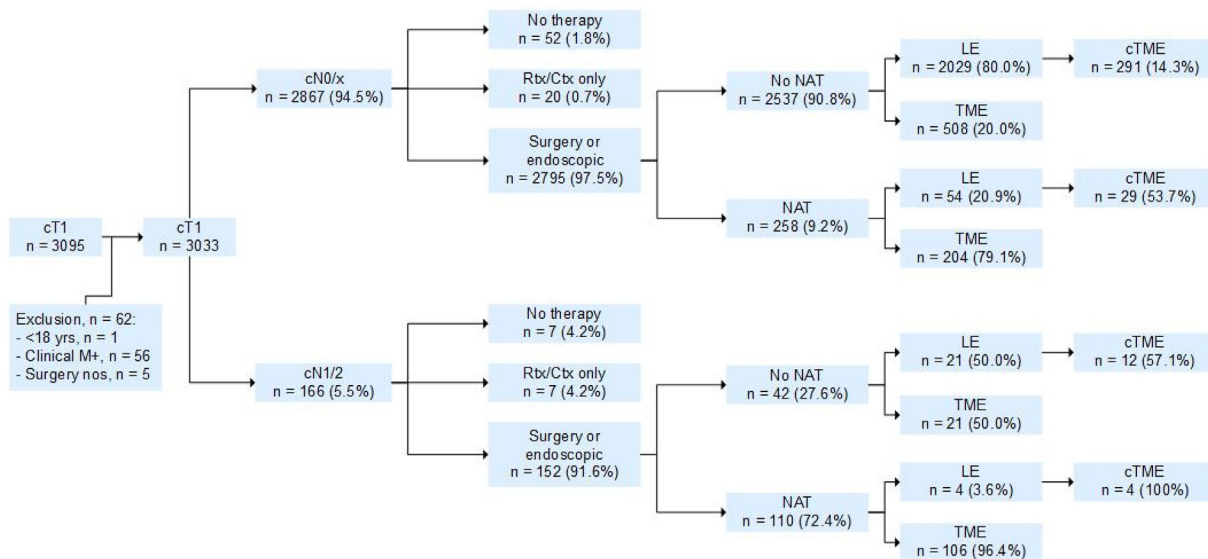 cT1
n = 3095
Exclusion, n = 62:
- <18 yrs, n = 1
- Clinical M+, n = 56
- Surgery nos, n = 5
cT1
n = 3033
cN0/x
n = 2867 (94.5%)
No therapy
n = 52 (1.8%)
Rtx/Ctx only
n = 20 (0.7%)
Surgery or
endoscopic
n = 2795 (97.5%)
No NAT
n = 2537 (90.8%)
LE
n = 2029 (80.0%)
cTME
n = 291 (14.3%)
TME
n = 508 (20.0%)
NAT
n = 258 (9.2%)
LE
n = 54 (20.9%)
cTME
n = 29 (53.7%)
TME
n = 204 (79.1%)
cN1/2
n = 166 (5.5%)
No therapy
n = 7 (4.2%)
Rtx/Ctx only
n = 7 (4.2%)
Surgery or
endoscopic
n = 152 (91.6%)
No NAT
n = 42 (27.6%)
LE
n = 21 (50.0%)
cTME
n = 12 (57.1%)
TME
n = 21 (50.0%)
NAT
n = 110 (72.4%)
LE
n = 4 (3.6%)
cTME
n = 4 (100%)
TME
n = 106 (96.4%)